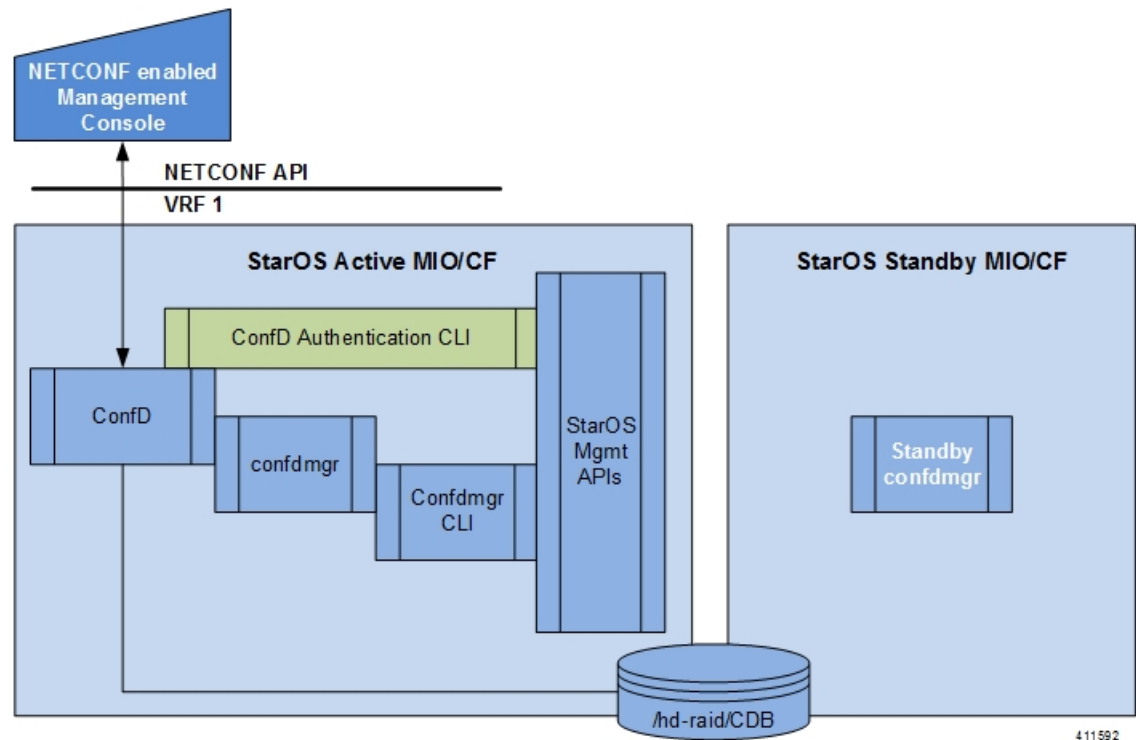 NETCONF enabled
Management
Console
NETCONF API
VRF 1
StarOS Active MIO/CF
StarOS Standby MIO/CF
ConfD Authentication CLI
ConfD
confdmgr
Confdmgr
CLI
StarOS
Mgmt
APIs
Standby
confdmgr
/hd-raid/CDB
411592